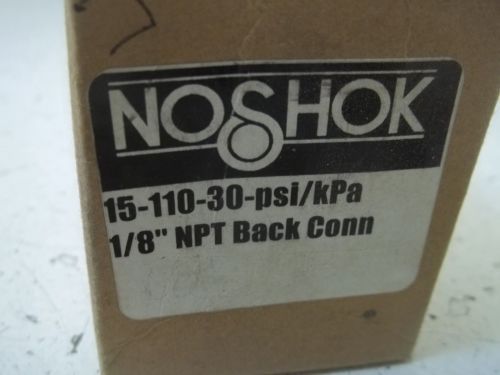 NOSHOK
15-110-30-psi/kPa
1/8" NPT Back Conn